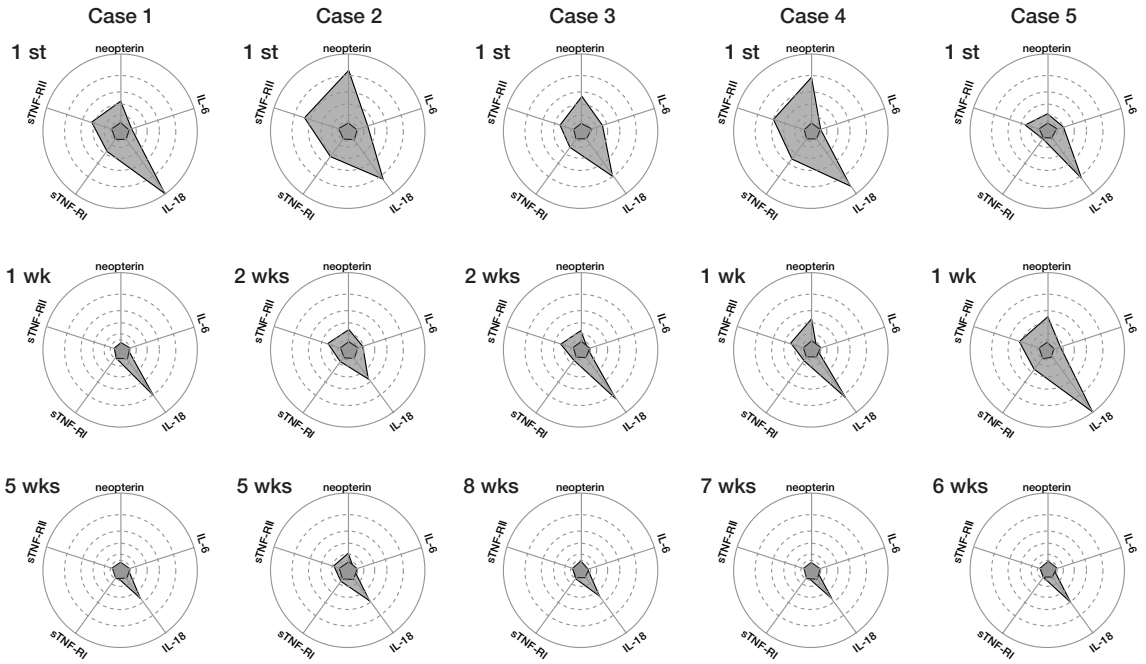 Case 1 Case 2 Case 3 Case 4 Case 5
1 st 1 st 1 st 1 st 1 st
neopterin neopterin neopterin neopterin neopterin
sTNF-RII IL-6 sTNF-RII IL-6 sTNF-RII IL-6 sTNF-RII IL-6 sTNF-RII IL-6
sTNF-RI IL-18 sTNF-RI IL-18 sTNF-RI IL-18 sTNF-RI IL-18 sTNF-RI IL-18
1 wk 2 wks 2 wks 1 wk 1 wk
neopterin neopterin neopterin neopterin neopterin
sTNF-RII IL-6 sTNF-RII IL-6 sTNF-RII IL-6 sTNF-RII IL-6 sTNF-RII IL-6
sTNF-RI IL-18 sTNF-RI IL-18 sTNF-RI IL-18 sTNF-RI IL-18 sTNF-RI IL-18
5 wks 5 wks 8 wks 7 wks 6 wks
neopterin neopterin neopterin neopterin neopterin
sTNF-RII IL-6 sTNF-RII IL-6 sTNF-RII IL-6 sTNF-RII IL-6 sTNF-RII IL-6
sTNF-RI IL-18 sTNF-RI IL-18 sTNF-RI IL-18 sTNF-RI IL-18 sTNF-RI IL-18